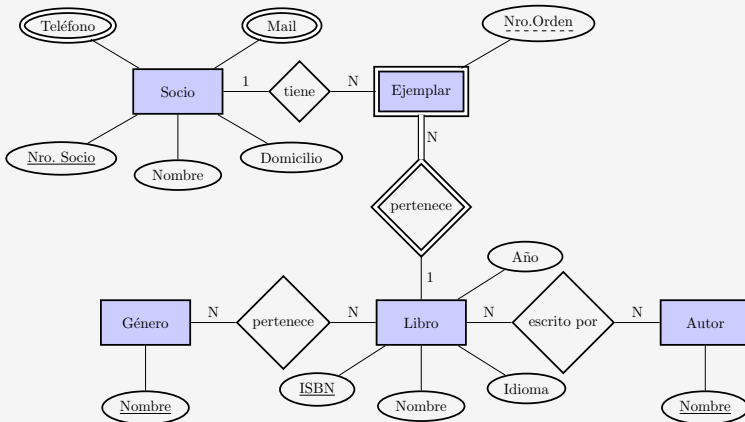 Teléfono
Mail
Nro.Orden
Socio
1
tiene
N
Ejemplar
Nro. Socio
Nombre
Domicilio
N
pertenece
1
Año
Género
N
pertenece
N
Libro
N
escrito por
N
Autor
Nombre
ISBN
Nombre
Idioma
Nombre